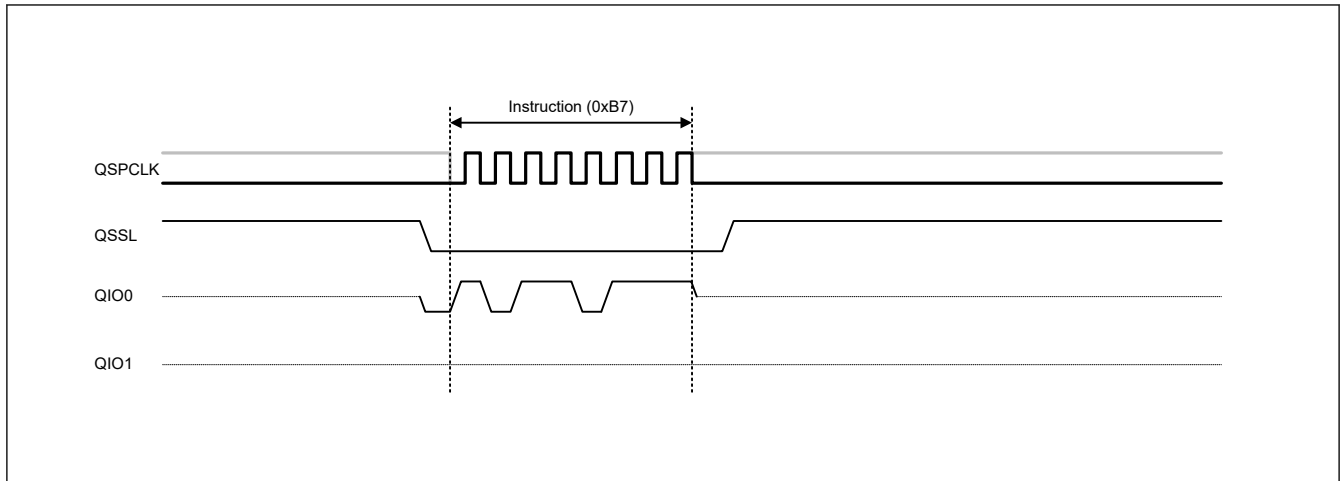 Instruction (0xB7)
QSPCLK
QSSL
QIO0
QIO1